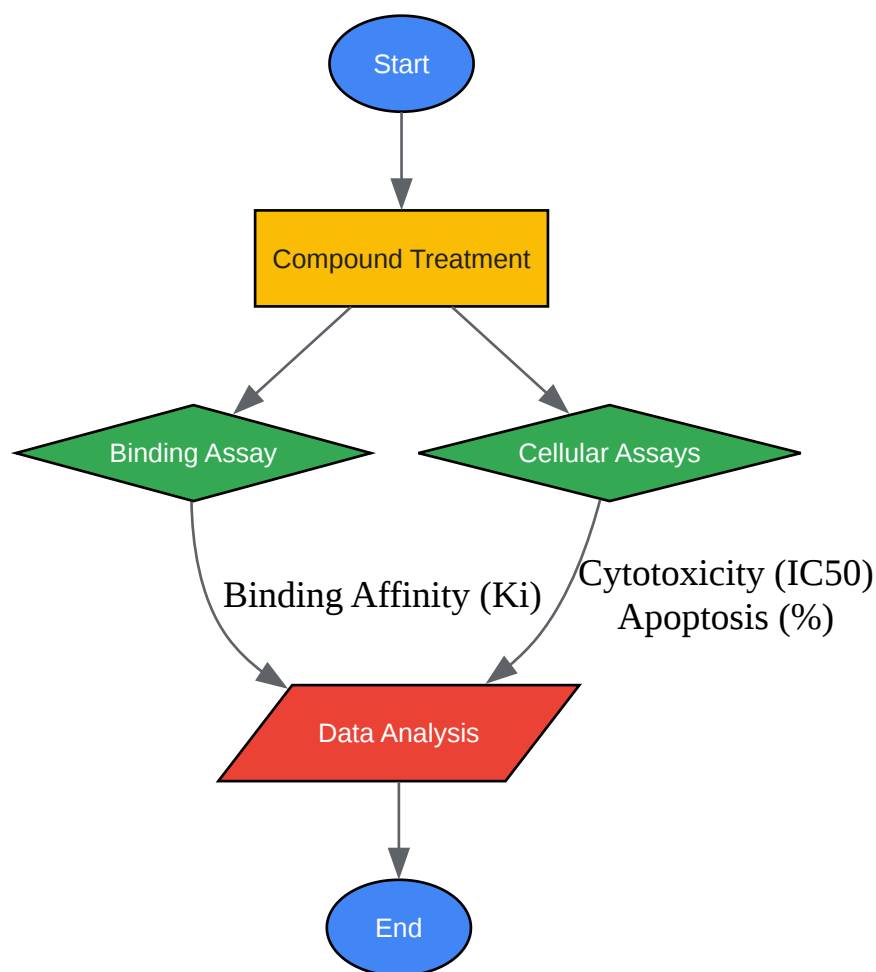 Start
Compound Treatment
Binding Assay
Cellular Assays
Binding Affinity (Ki)
Cytotoxicity (IC50)
Apoptosis (%)
Data Analysis
End